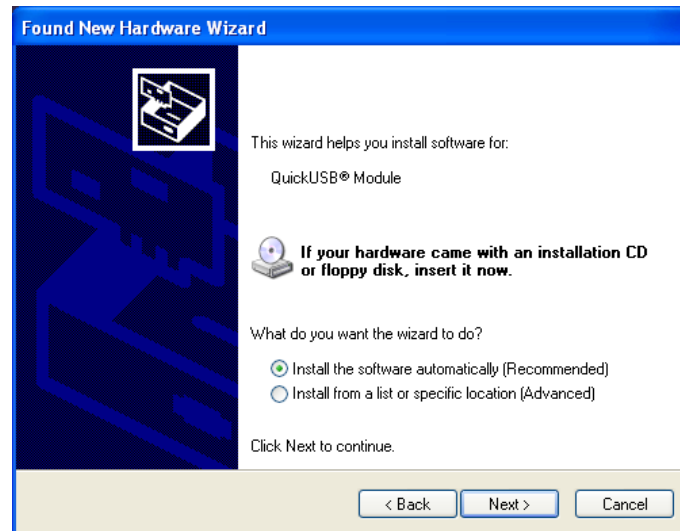 Found New Hardware Wizard
This wizard helps you install software for:
QuickUSB® Module
If your hardware came with an installation CD
or floppy disk, insert it now.
What do you want the wizard to do?
Install the software automatically (Recommended)
Install from a list or specific location (Advanced)
Click Next to continue.
< Back Next > Cancel